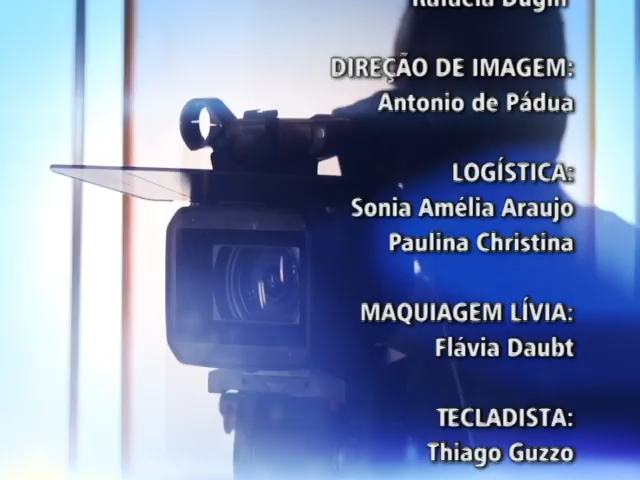 DIREÇÃO DE IMAGEM:
Antonio de Pádua
LOGÍSTICA:
Sonia Amélia Araujo
Paulina Christina
MAQUIAGEM LÍVIA:
Flávia Daubt
TECLADISTA:
Thiago Guzzo